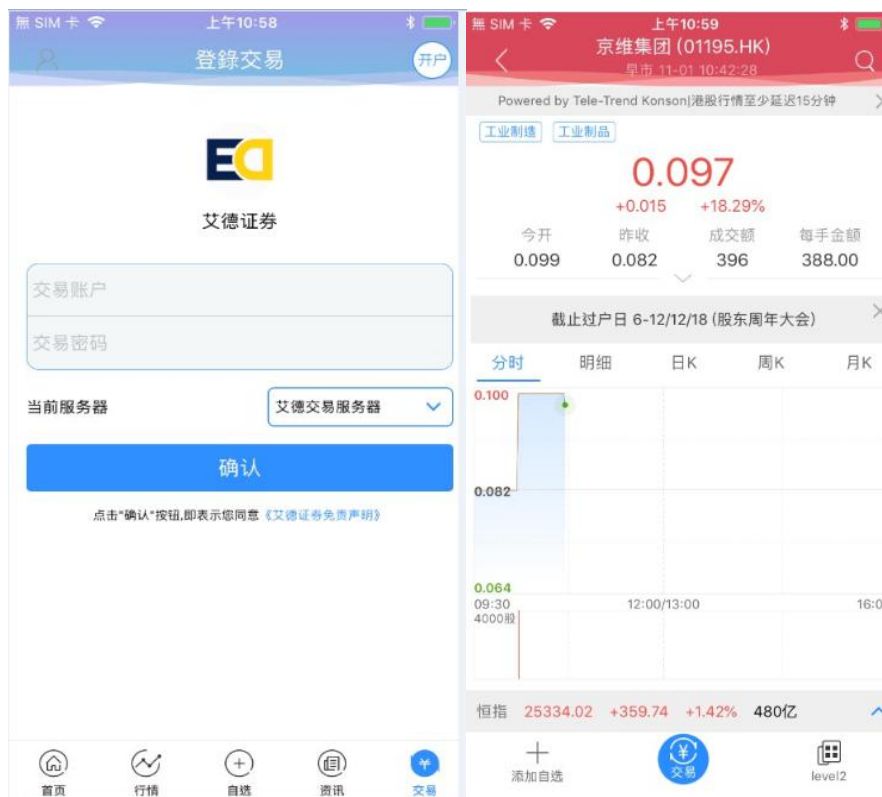 無 SIM 卡 上午10:58
登錄交易
开户
ED
艾德证券
交易账户
交易密码
当前服务器 艾德交易服务器
确认
点击"确认"按钮,即表示您同意《艾德证券免责声明》
首页 行情 自选 资讯 交易
無 SIM 卡 上午10:59
京维集团 (01195.HK)
早市 11-01 10:42:28
Powered by Tele-Trend Konson|港股行情至少延迟15分钟
工业制造 工业制品
0.097
+0.015 +18.29%
今开 昨收 成交额 每手金额
0.099 0.082 396 388.00
截止过户日 6-12/12/18 (股东周年大会)
分时 明细 日K 周K 月K
0.100
0.082
0.064
09:30 12:00/13:00 16:0
4000股
恒指 25334.02 +359.74 +1.42% 480亿
添加自选 交易 level2